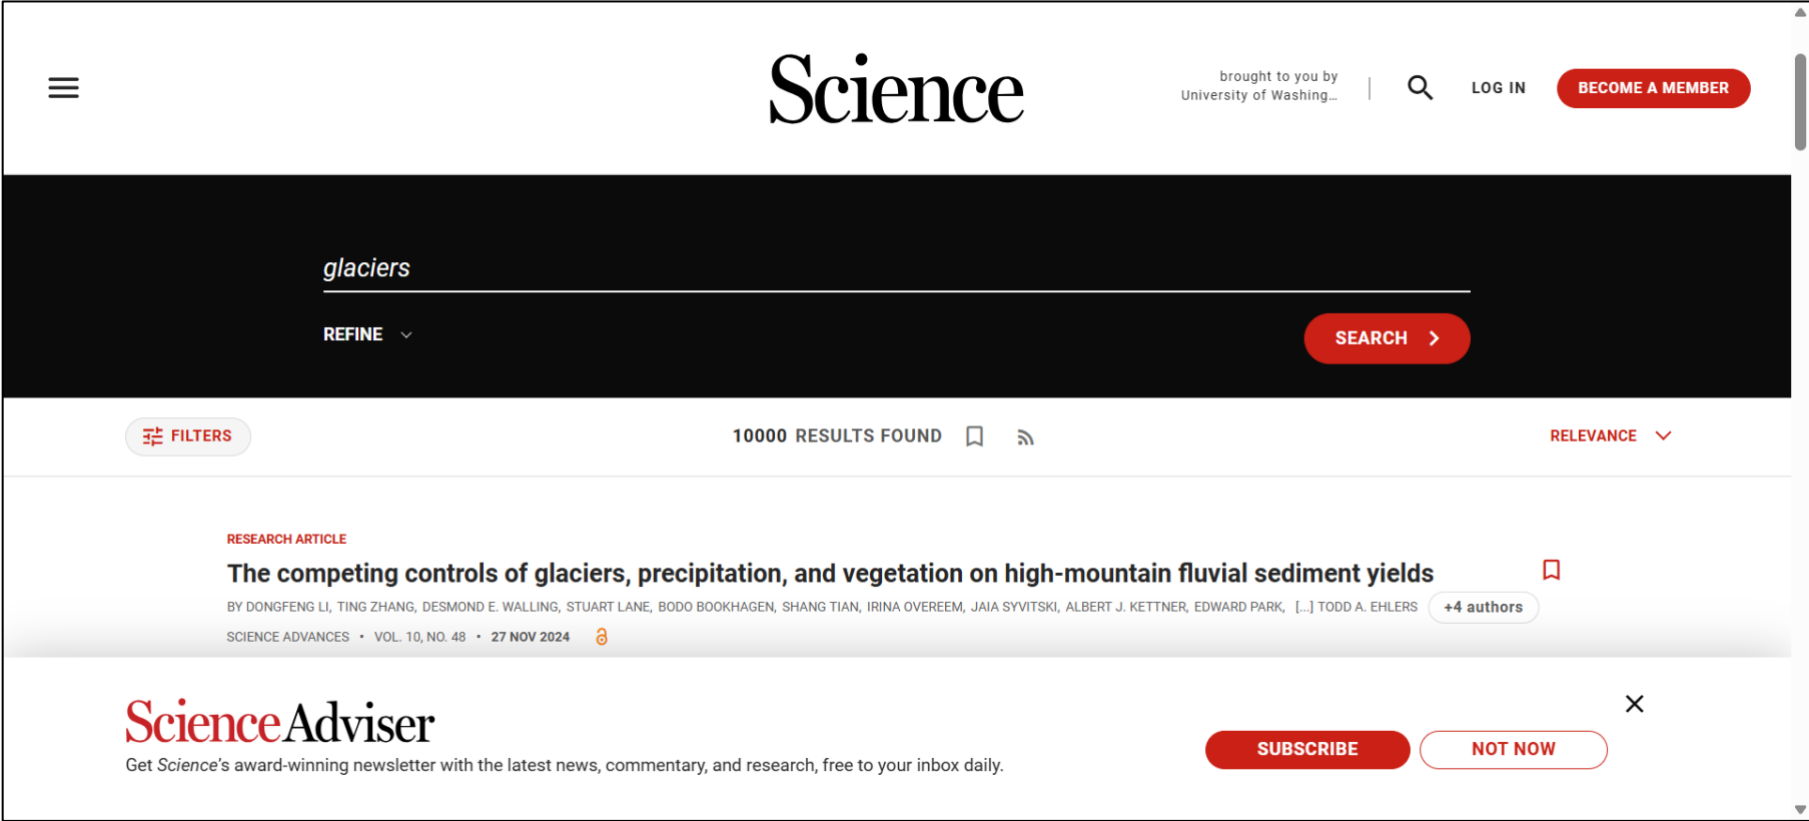 Science
brought to you by
University of Washing...
LOG IN
BECOME A MEMBER
glaciers
REFINE
SEARCH
FILTERS
10000 RESULTS FOUND
RELEVANCE
RESEARCH ARTICLE
The competing controls of glaciers, precipitation, and vegetation on high-mountain fluvial sediment yields
BY DONGFENG LI, TING ZHANG, DESMOND E. WALLING, STUART LANE, BODO BOOKHAGEN, SHANG TIAN, IRINA OVEREEM, JAIA SYVITSKI, ALBERT J. KETTNER, EDWARD PARK, [...] TODD A. EHLERS +4 authors
SCIENCE ADVANCES • VOL. 10, NO. 48 • 27 NOV 2024
ScienceAdviser
Get Science's award-winning newsletter with the latest news, commentary, and research, free to your inbox daily.
SUBSCRIBE
NOT NOW